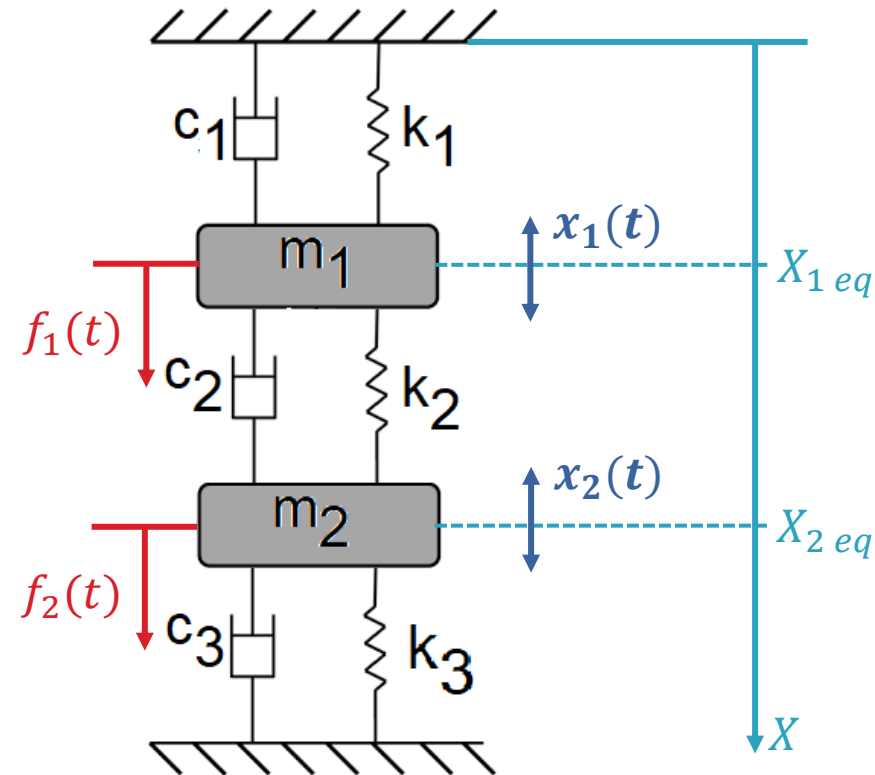 c₁
k₁
m₁
x₁(t)
X₁ eq
f₁(t)
c₂
k₂
x₂(t)
m₂
X₂ eq
f₂(t)
c₃
k₃
X